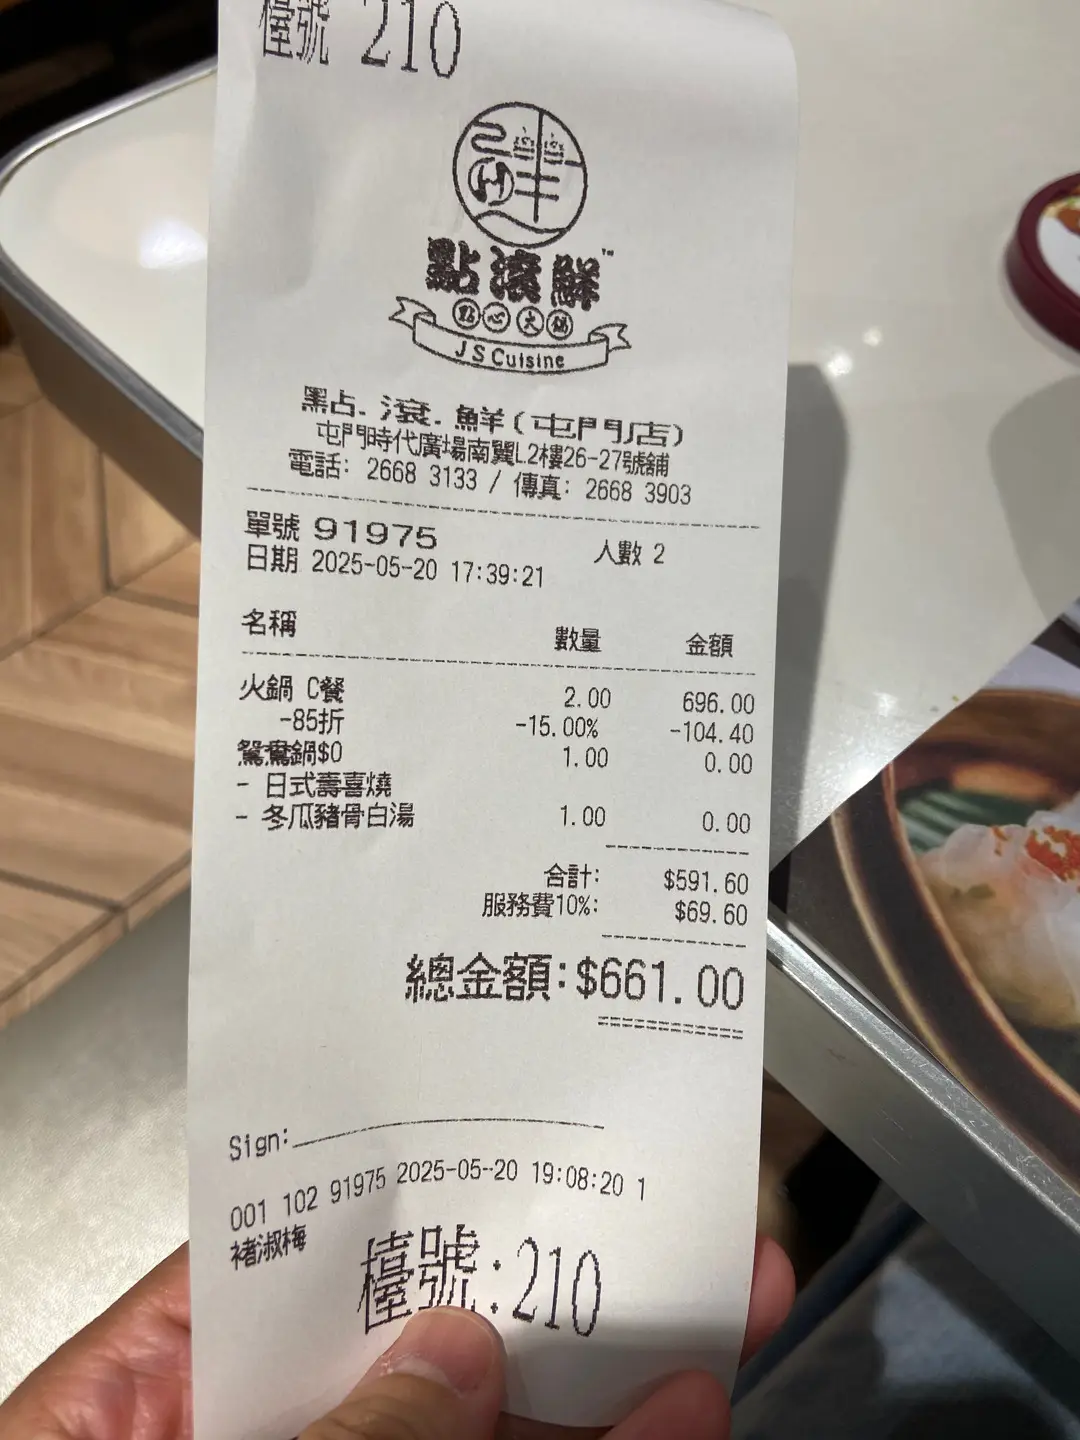 檯號 210
點滾鮮™
點心火鍋
J S Cuisine
點.滾.鮮(屯門店)
屯門時代廣場南翼L2樓26-27號舖
電話: 2668 3133 / 傳真: 2668 3903
單號 91975 人數 2
日期 2025-05-20 17:39:21
名稱 數量 金額
火鍋 C餐 2.00 696.00
-85折 -15.00% -104.40
鴛鴦鍋$0 1.00 0.00
- 日式壽喜燒
- 冬瓜豬骨白湯 1.00 0.00
合計: $591.60
服務費10%: $69.60
總金額:$661.00
Sign:
001 102 91975 2025-05-20 19:08:20 1
褚淑梅
檯號:210